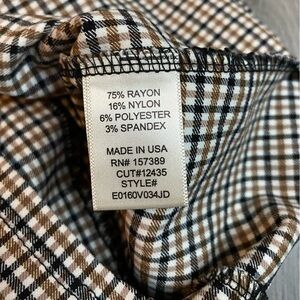 75% RAYON
16% NYLON
6% POLYESTER
3% SPANDEX
MADE IN USA
RN# 157389
CUT#12435
STYLE#
E0160V034JD